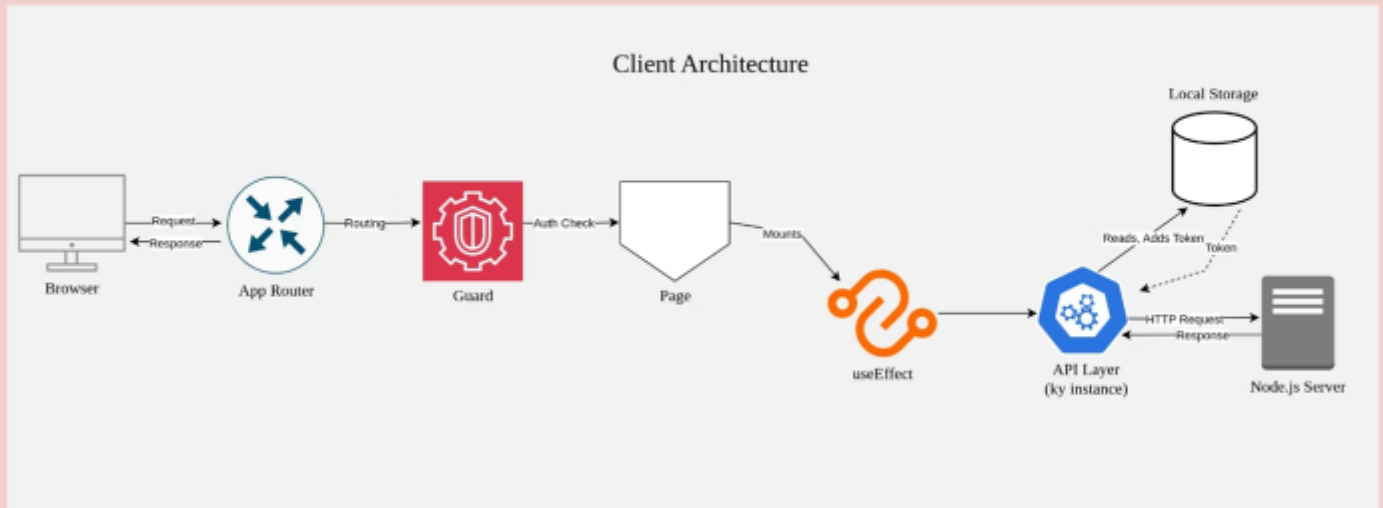 Client Architecture
Local Storage
Request
Response
Routing
Auth Check
Mounts
Reads, Adds Token
Token
Browser
App Router
Guard
Page
useEffect
HTTP Request
Response
API Layer
(ky instance)
Node.js Server